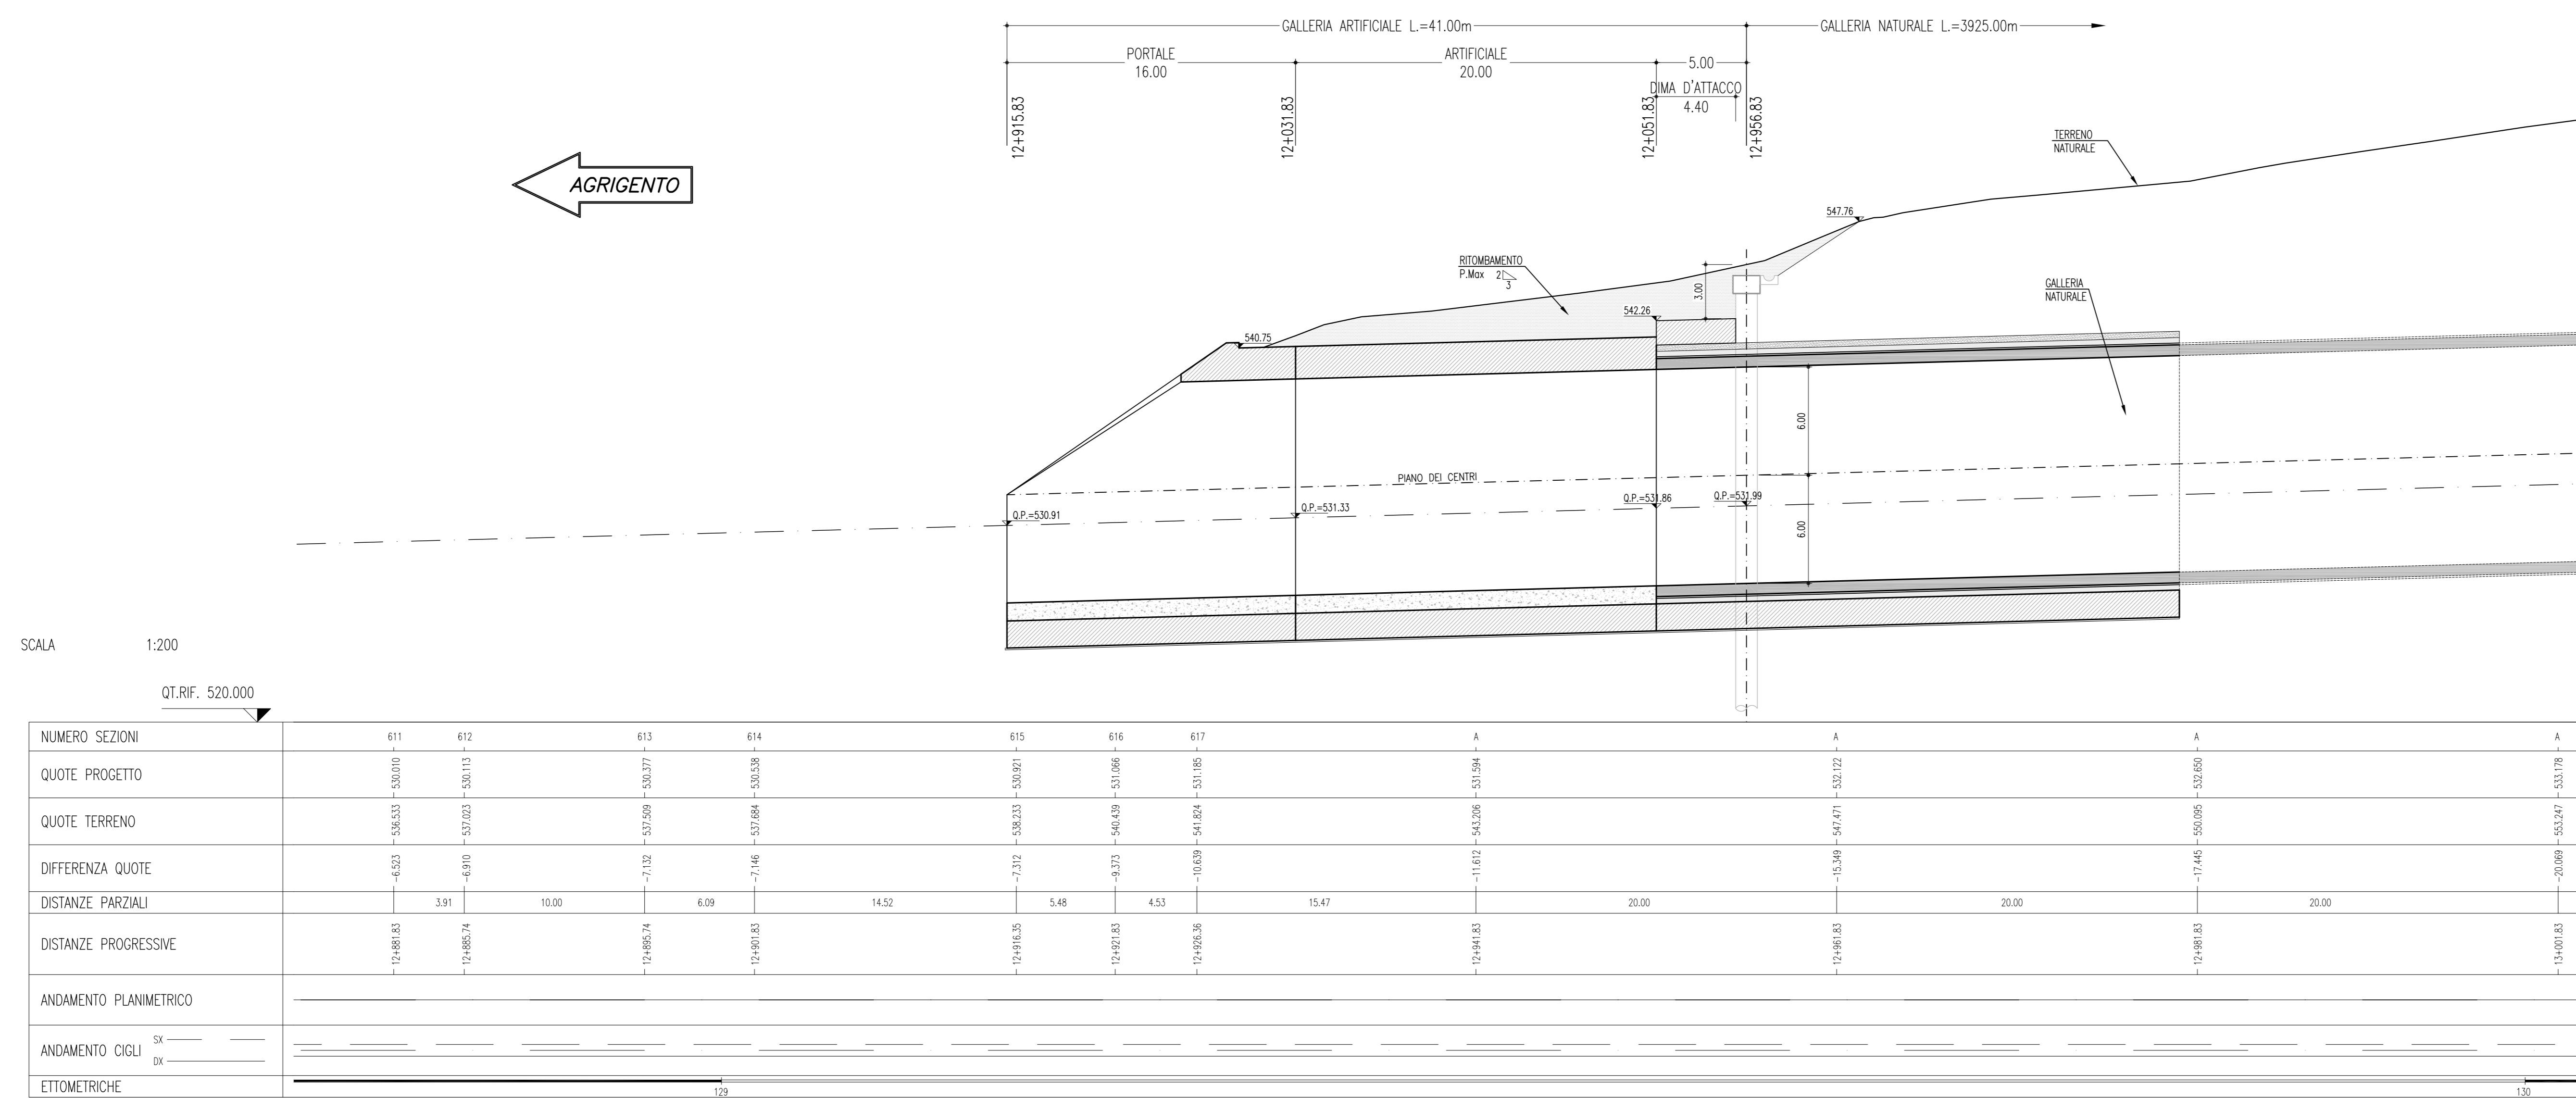 GALLERIA ARTIFICIALE L.=41.00m
GALLERIA NATURALE L.=3925.00m
PORTALE
16.00
ARTIFICIALE
20.00
5.00
DIMA D'ATTACCO
4.40
12+915.83
12+031.83
12+051.83
12+956.83
AGRIGENTO
TERRENO
NATURALE
547.76
RITOMBAMENTO
P.Max 2
3
3.00
GALLERIA
NATURALE
542.26
540.75
6.00
PIANO DEI CENTRI
Q.P.=530.91
Q.P.=531.33
Q.P.=531.86
Q.P.=531.99
6.00
SCALA 1:200
QT.RIF. 520.000
NUMERO SEZIONI 611 612 613 614 615 616 617 A A A A
QUOTE PROGETTO 530.010 530.113 530.377 530.538 530.921 531.066 531.185 531.594 532.122 532.650 533.178
QUOTE TERRENO 536.533 537.023 537.509 537.684 538.233 540.439 541.824 543.206 547.471 550.095 553.247
DIFFERENZA QUOTE -6.523 -6.910 -7.132 -7.146 -7.312 -9.373 -10.639 -11.612 -15.349 -17.445 -20.069
DISTANZE PARZIALI 3.91 10.00 6.09 14.52 5.48 4.53 15.47 20.00 20.00 20.00
DISTANZE PROGRESSIVE 12+881.83 12+885.74 12+895.74 12+901.83 12+916.35 12+921.83 12+926.36 12+941.83 12+961.83 12+981.83 13+001.83
ANDAMENTO PLANIMETRICO
ANDAMENTO CIGLI SX
DX
ETTOMETRICHE 129 130